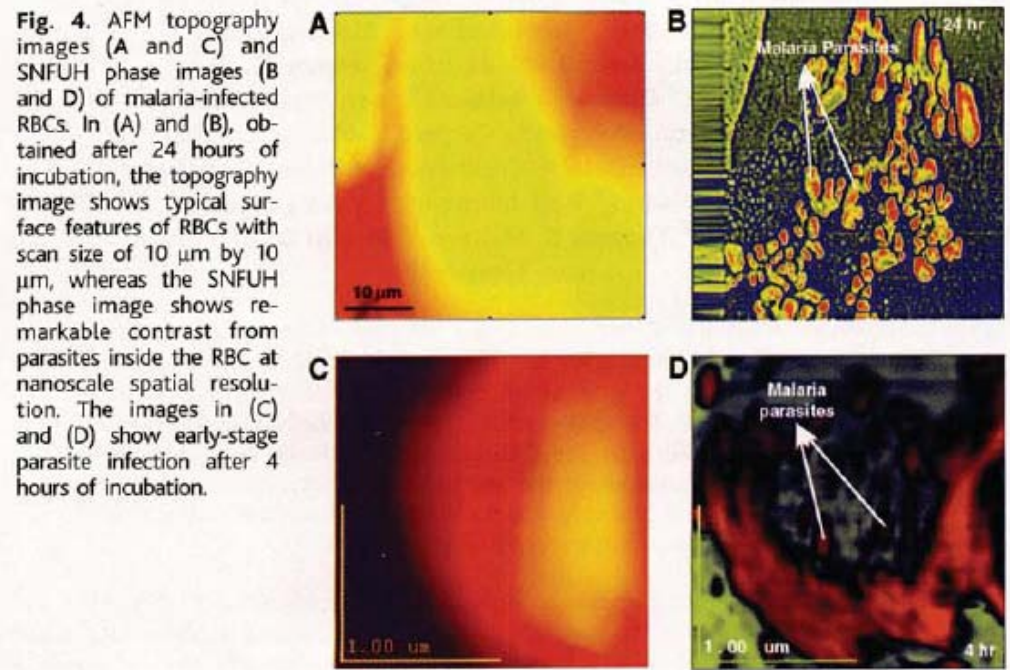 Fig. 4. AFM topography
images (A and C) and
SNFUH phase images (B
and D) of malaria-infected
RBCs. In (A) and (B), ob-
tained after 24 hours of
incubation, the topography
image shows typical sur-
face features of RBCs with
scan size of 10 μm by 10
μm, whereas the SNFUH
phase image shows re-
markable contrast from
parasites inside the RBC at
nanoscale spatial resolu-
tion. The images in (C)
and (D) show early-stage
parasite infection after 4
hours of incubation.
A
10 μm
B
24 hr
Malaria Parasites
C
1.00 um
D
Malaria
parasites
1.00 um
4 hr